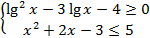 lg² x − 3 lg x − 4 ≥ 0
x² + 2x − 3 ≤ 5